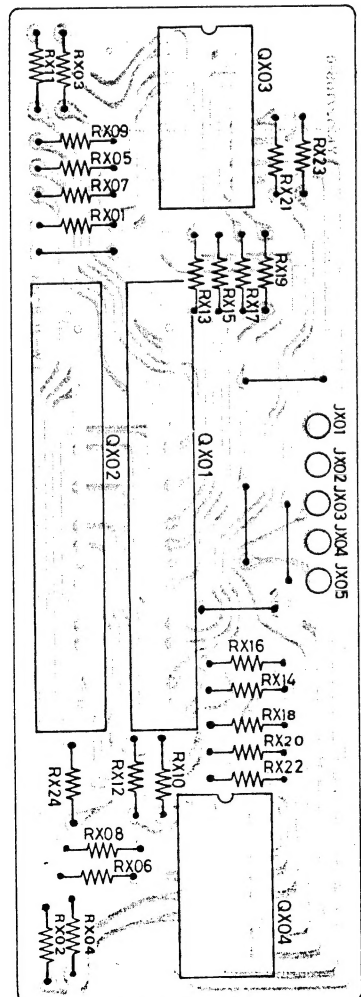 RX11
RX03
QX03
RX09
RX05
RX07
RX01
RX21
RX23
RX13
RX15
RX17
RX19
QX02
QX01
JX01
JX02
JX03
JX04
JX05
RX16
RX14
RX18
RX20
RX22
RX24
RX12
RX10
RX08
RX06
RX02
RX04
QX04